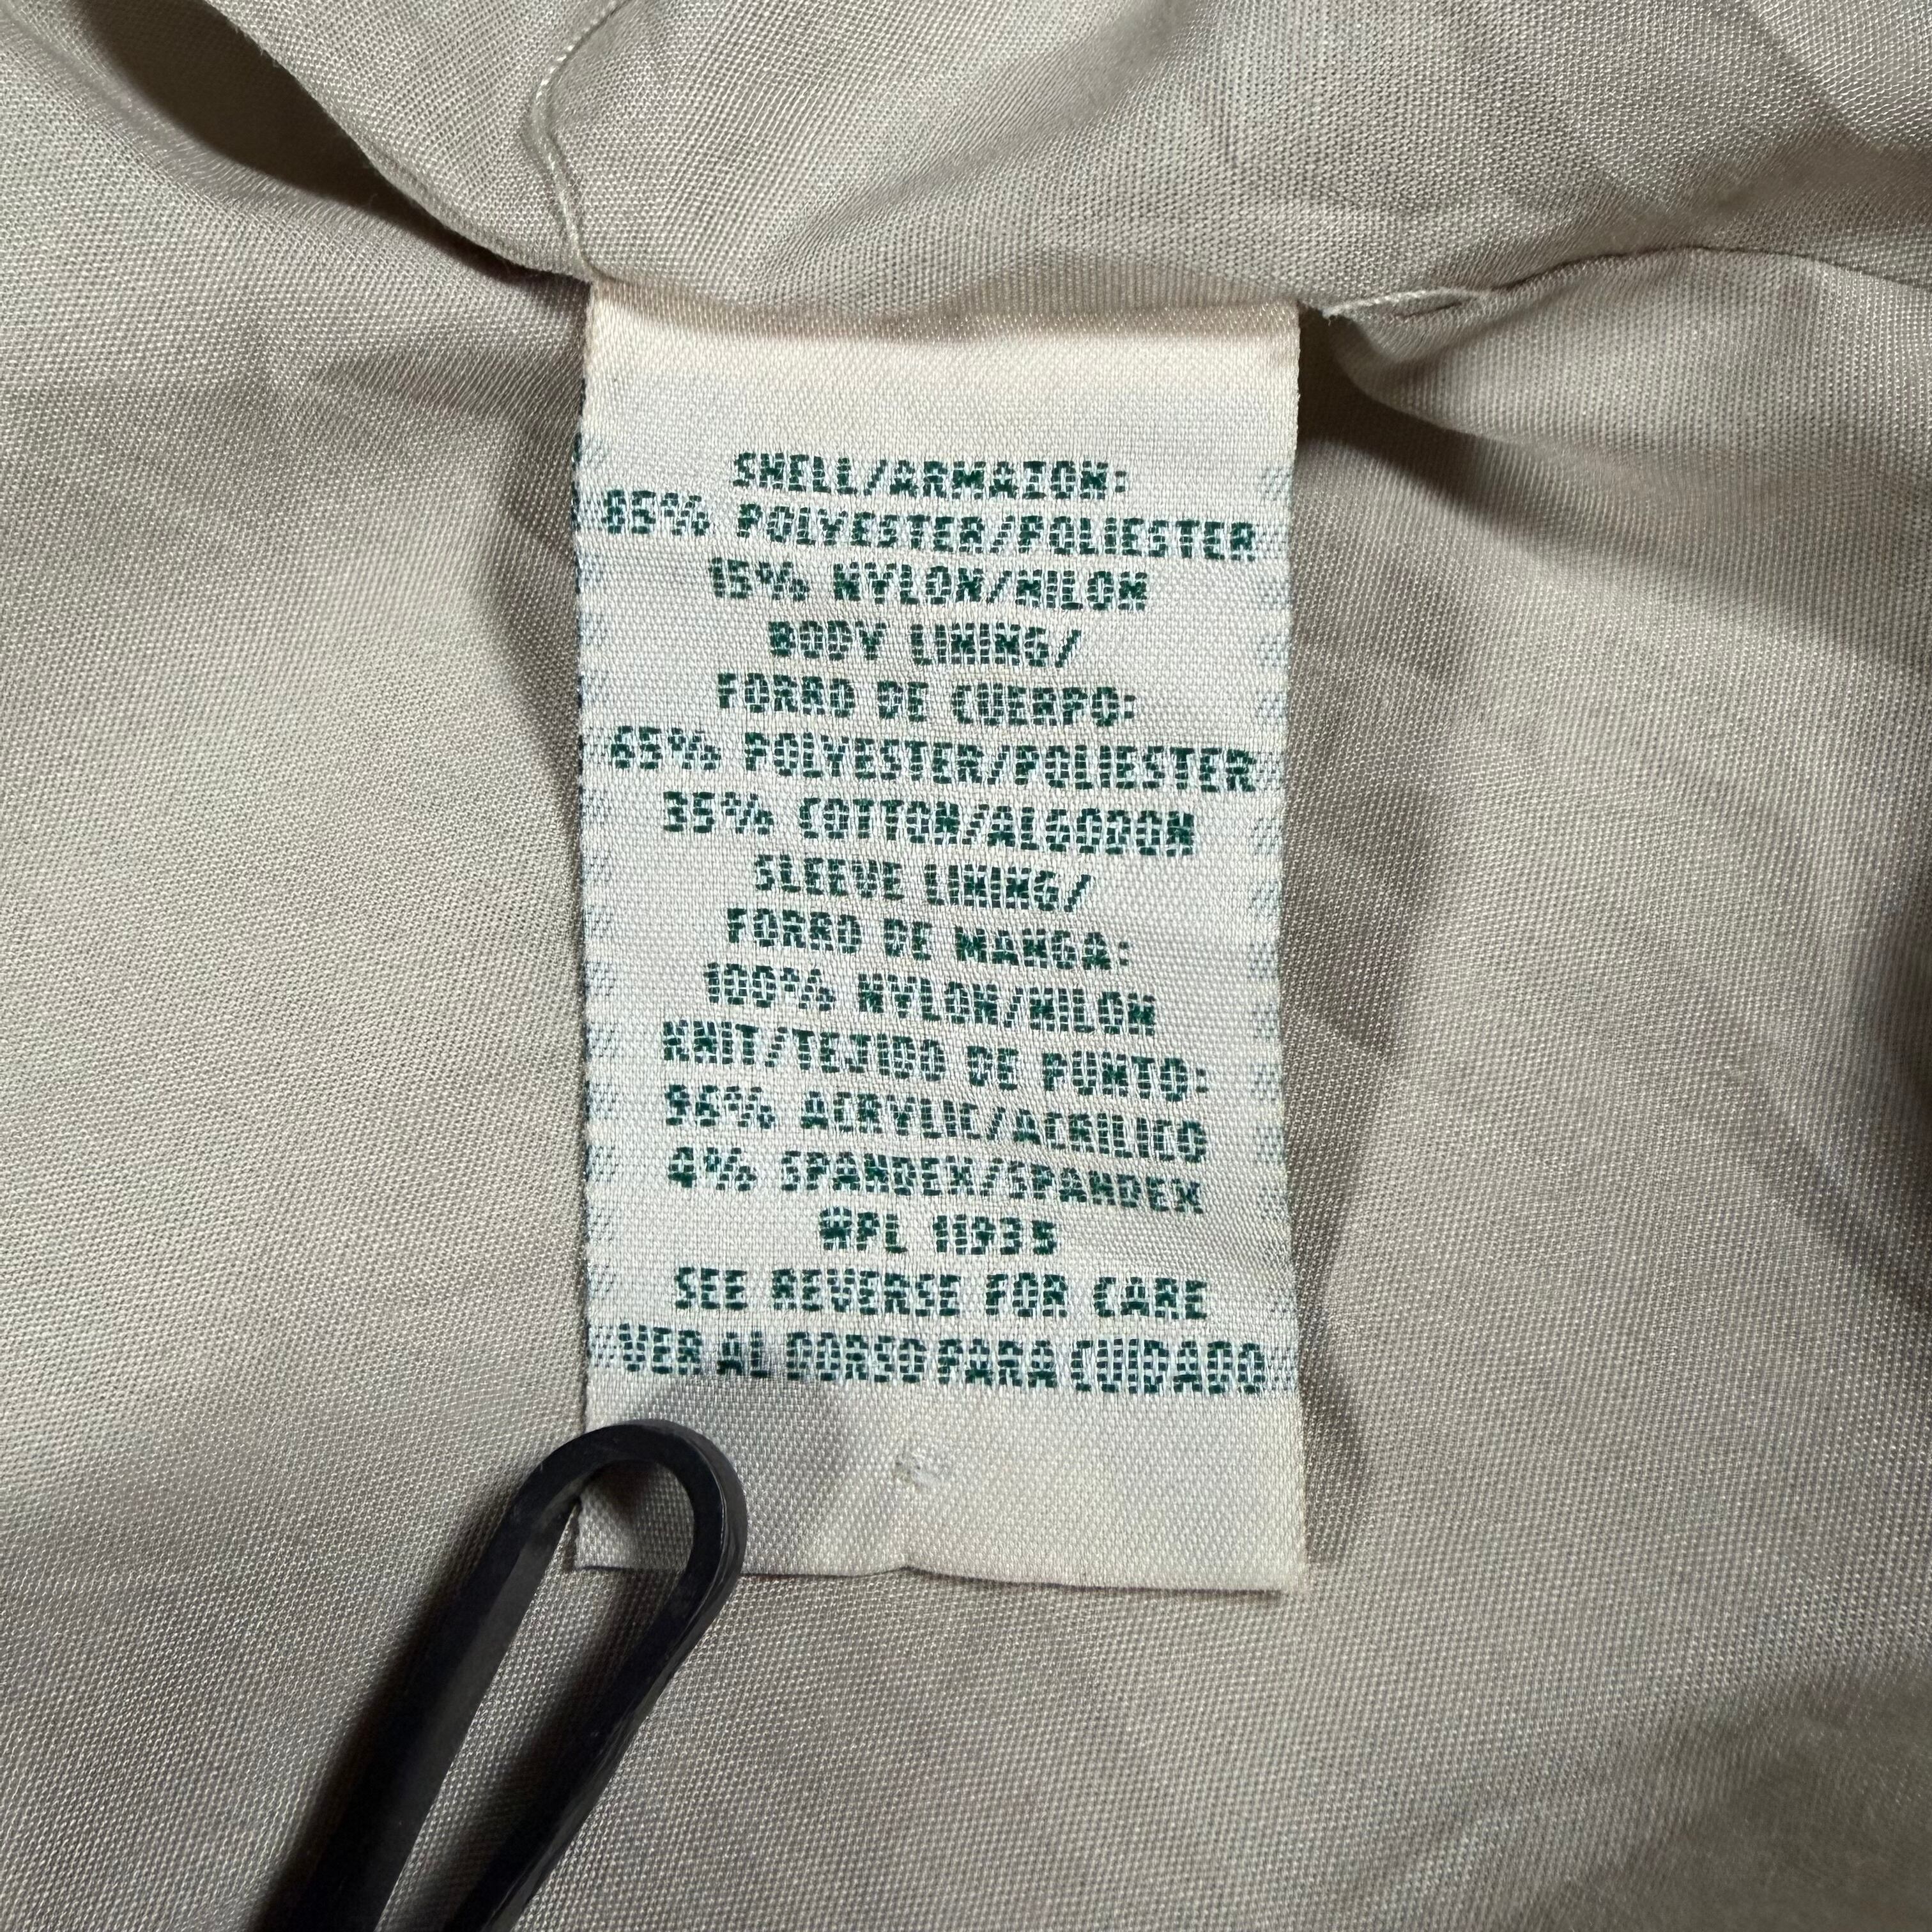 SHELL/ARMAZON:
85% POLYESTER/POLIESTER
15% NYLON/NILON
BODY LINING/
FORRO DE CUERPO:
65% POLYESTER/POLIESTER
35% COTTON/ALGODON
SLEEVE LINING/
FORRO DE MANGA:
100% NYLON/NILON
KNIT/TEJIDO DE PUNTO:
96% ACRYLIC/ACRILICO
4% SPANDEX/SPANDEX
WPL 11935
SEE REVERSE FOR CARE
VER AL DORSO PARA CUIDADO